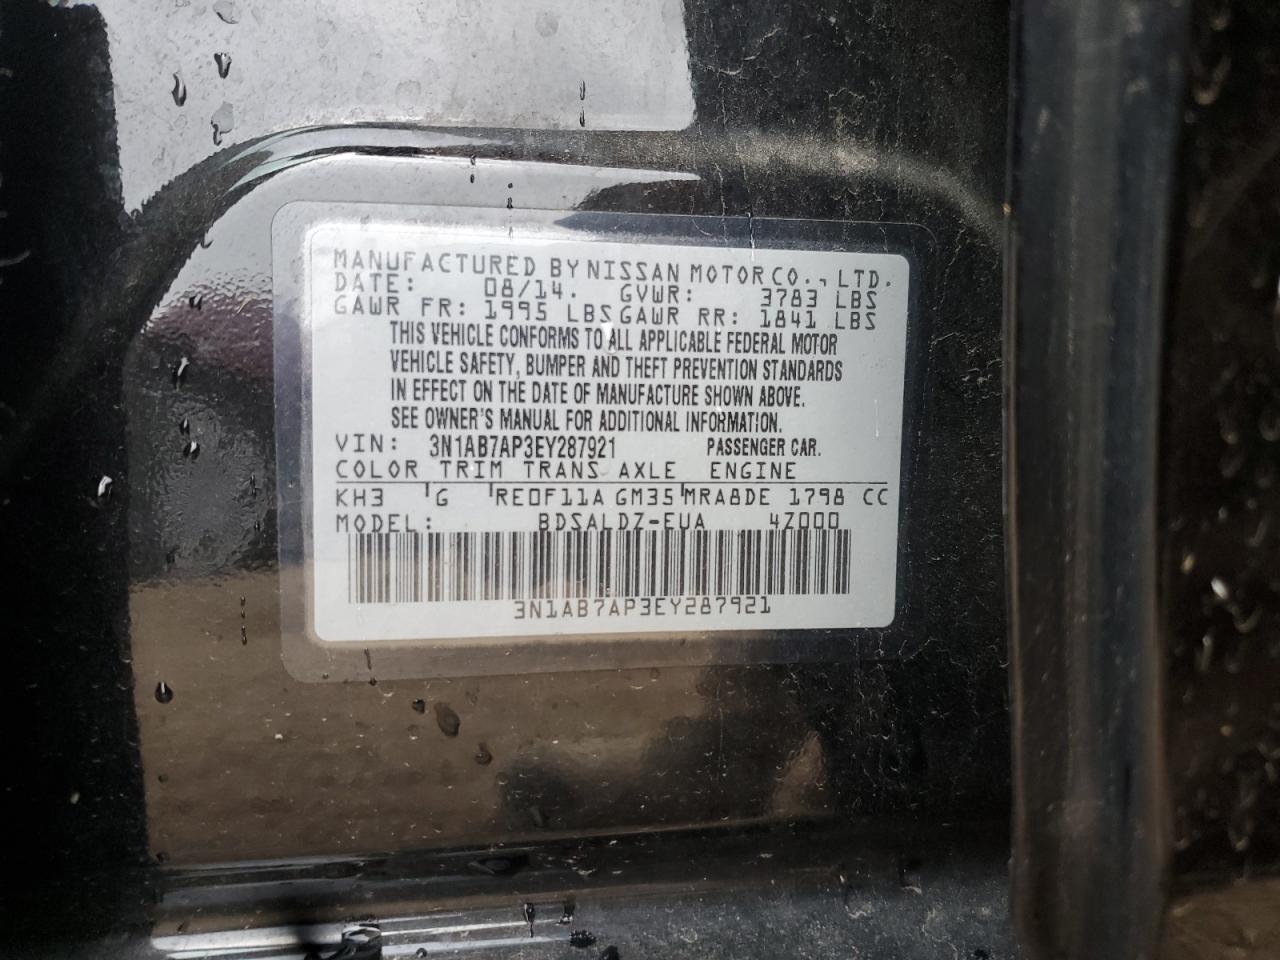 MANUFACTURED BY NISSAN MOTOR CO., LTD.
DATE: 08/14. GVWR: 3783 LBS
GAWR FR: 1995 LBS GAWR RR: 1841 LBS
THIS VEHICLE CONFORMS TO ALL APPLICABLE FEDERAL MOTOR
VEHICLE SAFETY, BUMPER AND THEFT PREVENTION STANDARDS
IN EFFECT ON THE DATE OF MANUFACTURE SHOWN ABOVE.
SEE OWNER'S MANUAL FOR ADDITIONAL INFORMATION.
VIN: 3N1AB7AP3EY287921 PASSENGER CAR.
COLOR TRIM TRANS AXLE ENGINE
KH3 G RE0F11A GM35 MRA8DE 1798 CC
MODEL: BDSALDZ-EUA 4Z000
3N1AB7AP3EY287921